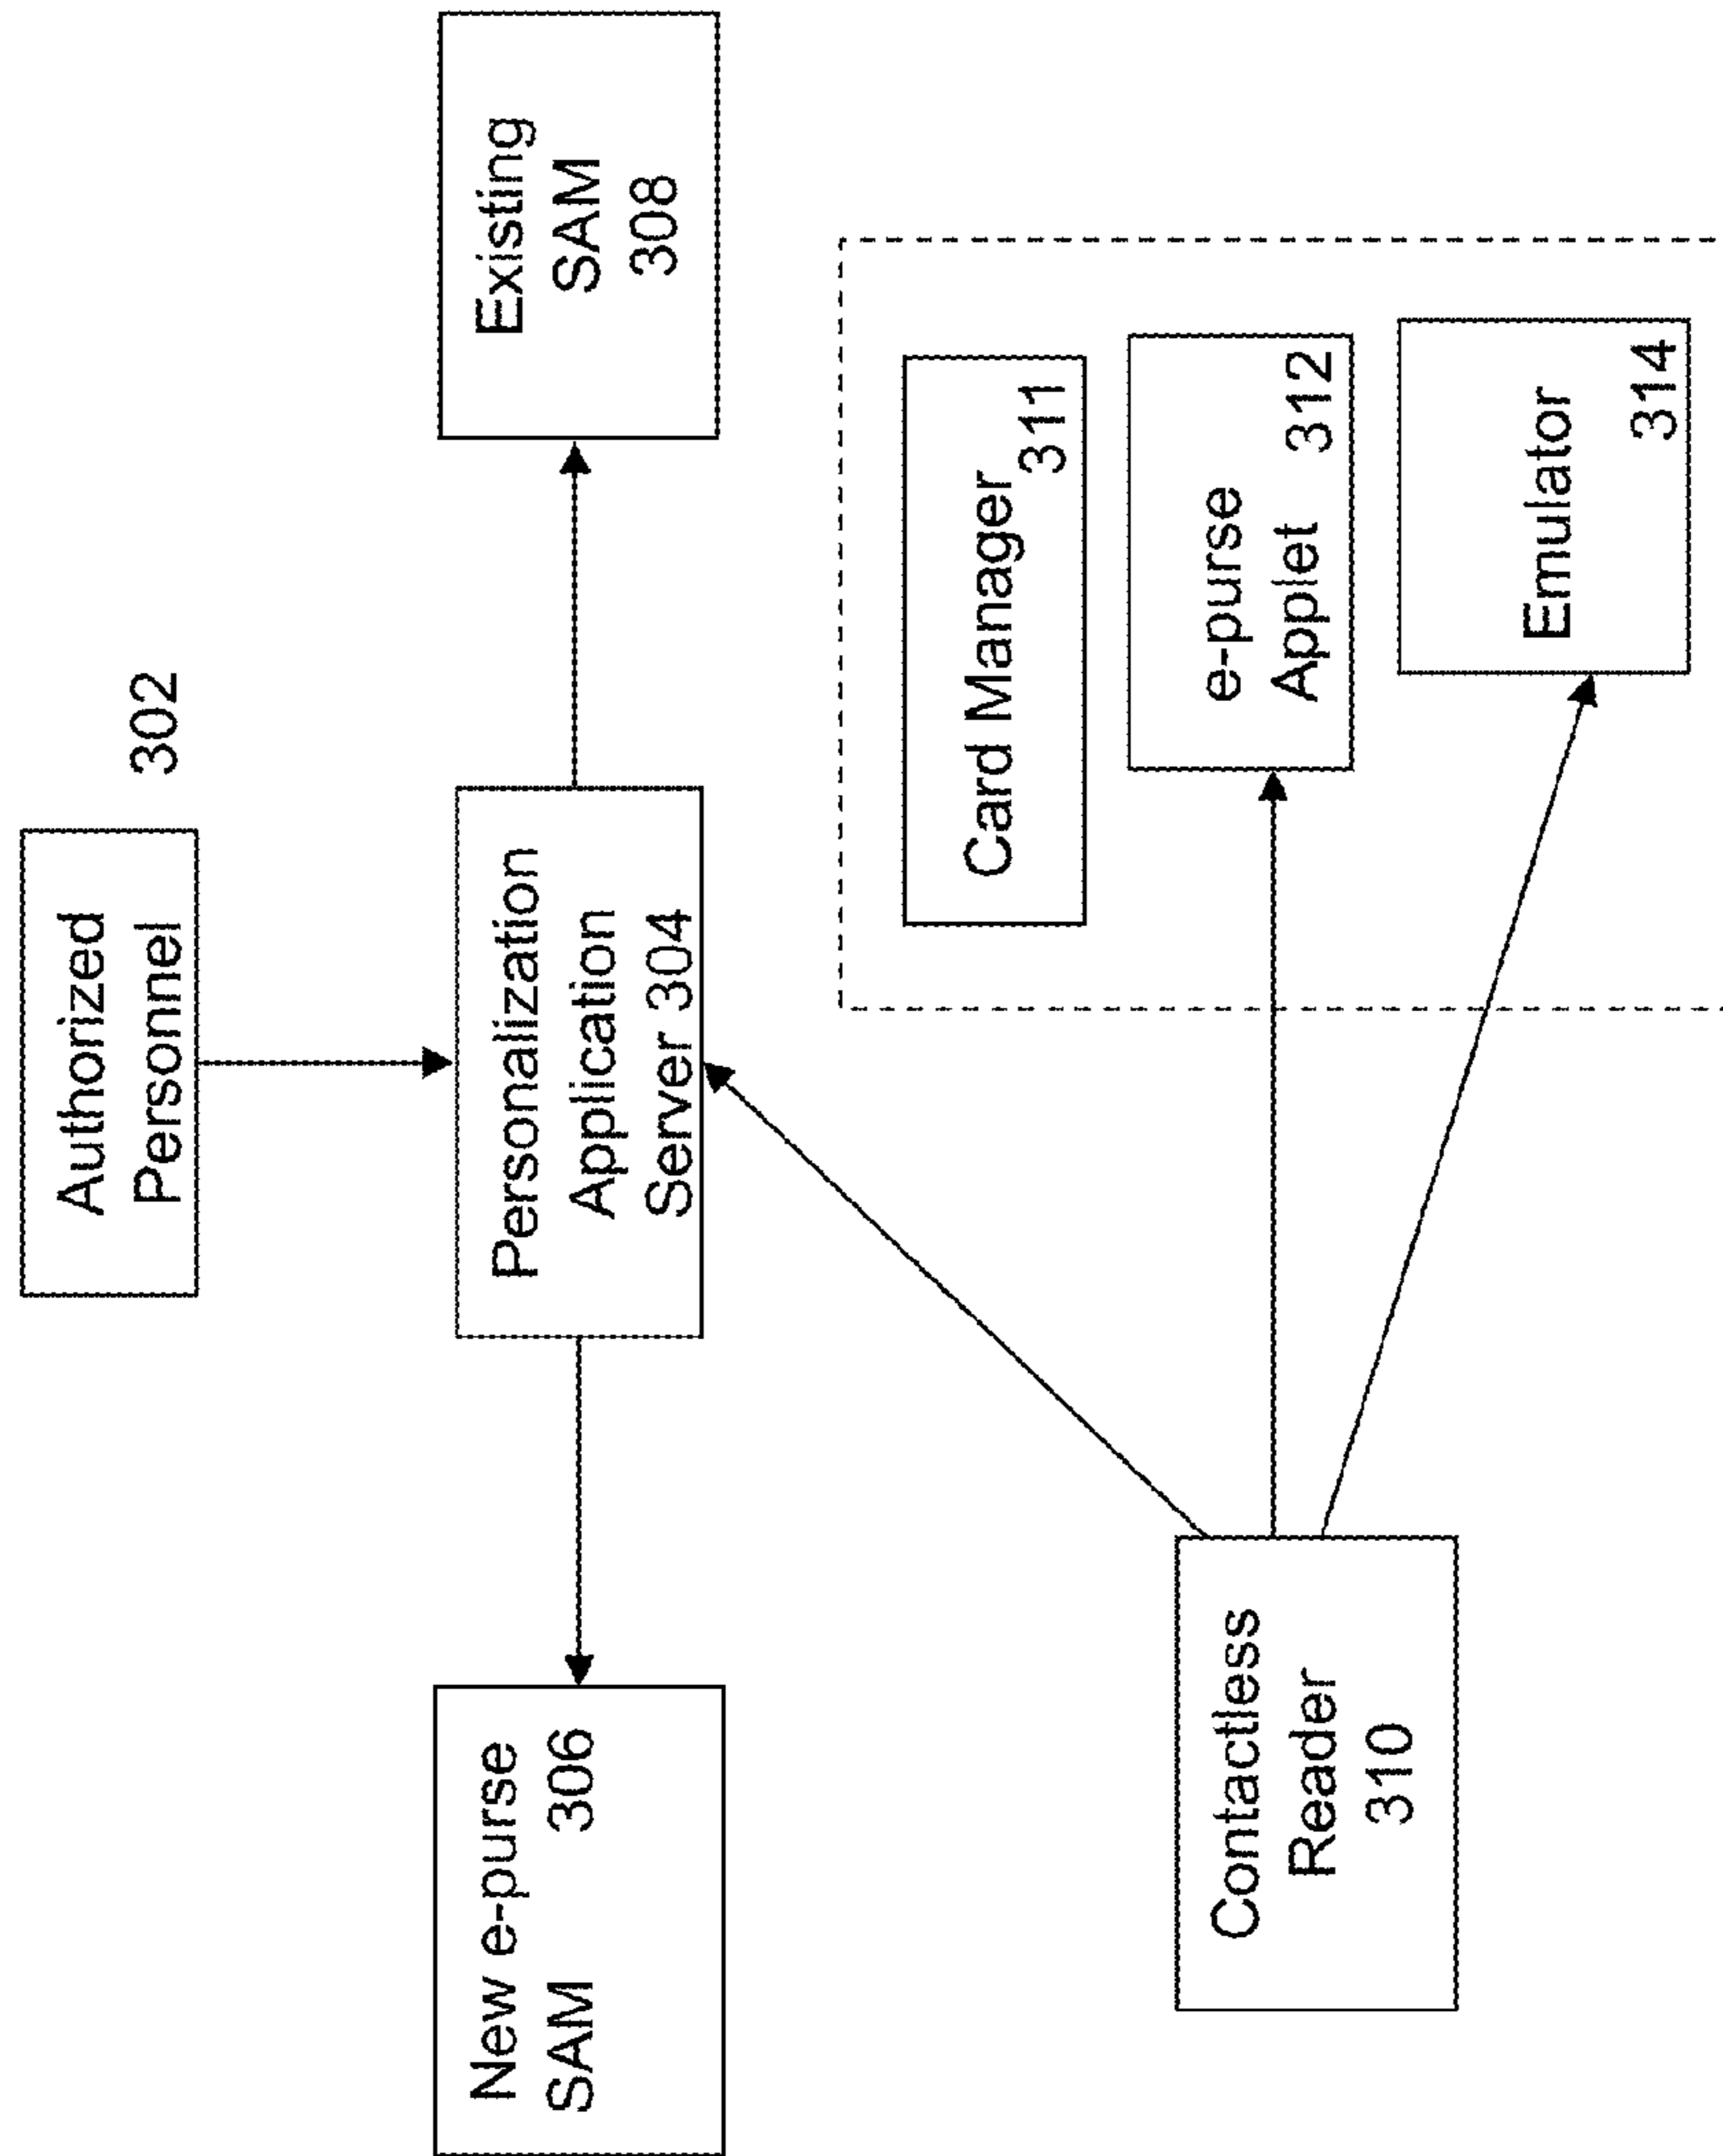 Authorized
Personnel
302
New e-purse
SAM 306
Personalization
Application
Server 304
Existing
SAM
308
Contactless
Reader
310
Card Manager
311
e-purse
Applet 312
Emulator
314